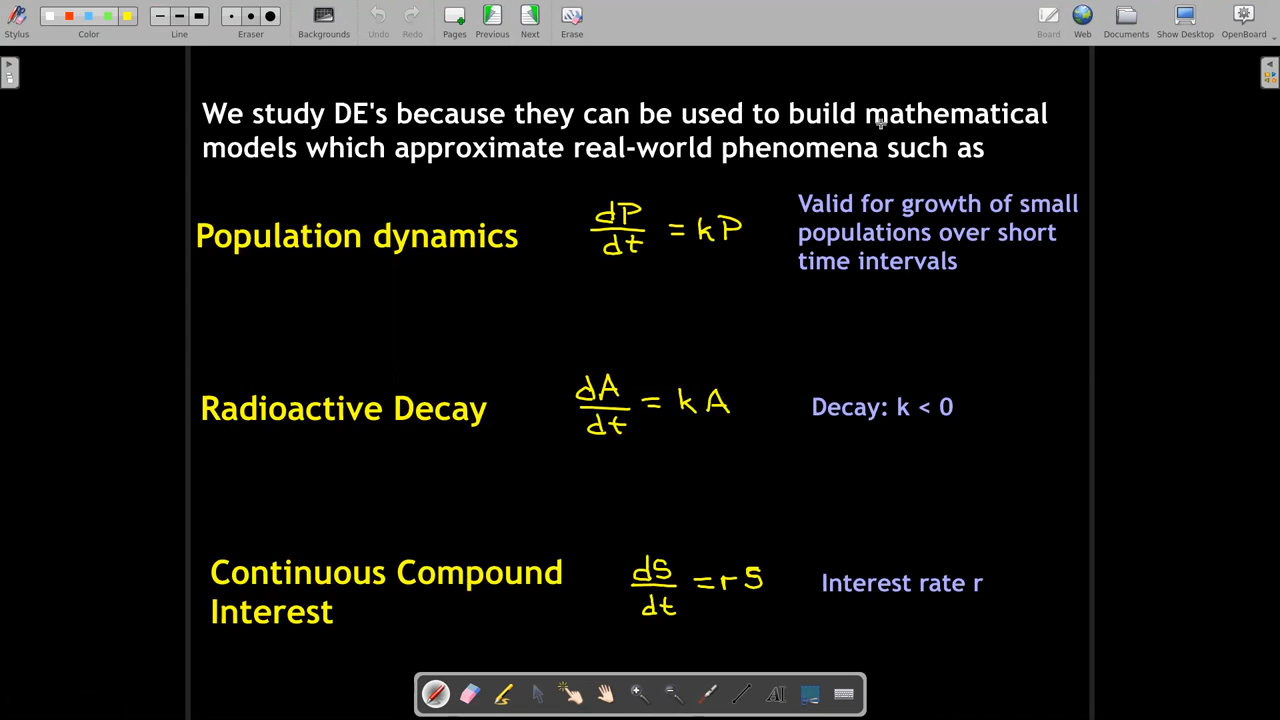 Stylus
Color
Line
Eraser
Backgrounds
Undo
Redo
Pages
Previous
Next
Erase
Board
Web
Documents
Show Desktop
OpenBoard
We study DE's because they can be used to build mathematical
models which approximate real-world phenomena such as
Population dynamics
dP/dt = kP
Valid for growth of small
populations over short
time intervals
Radioactive Decay
dA/dt = kA
Decay: k < 0
Continuous Compound
Interest
dS/dt = rS
Interest rate r
AI